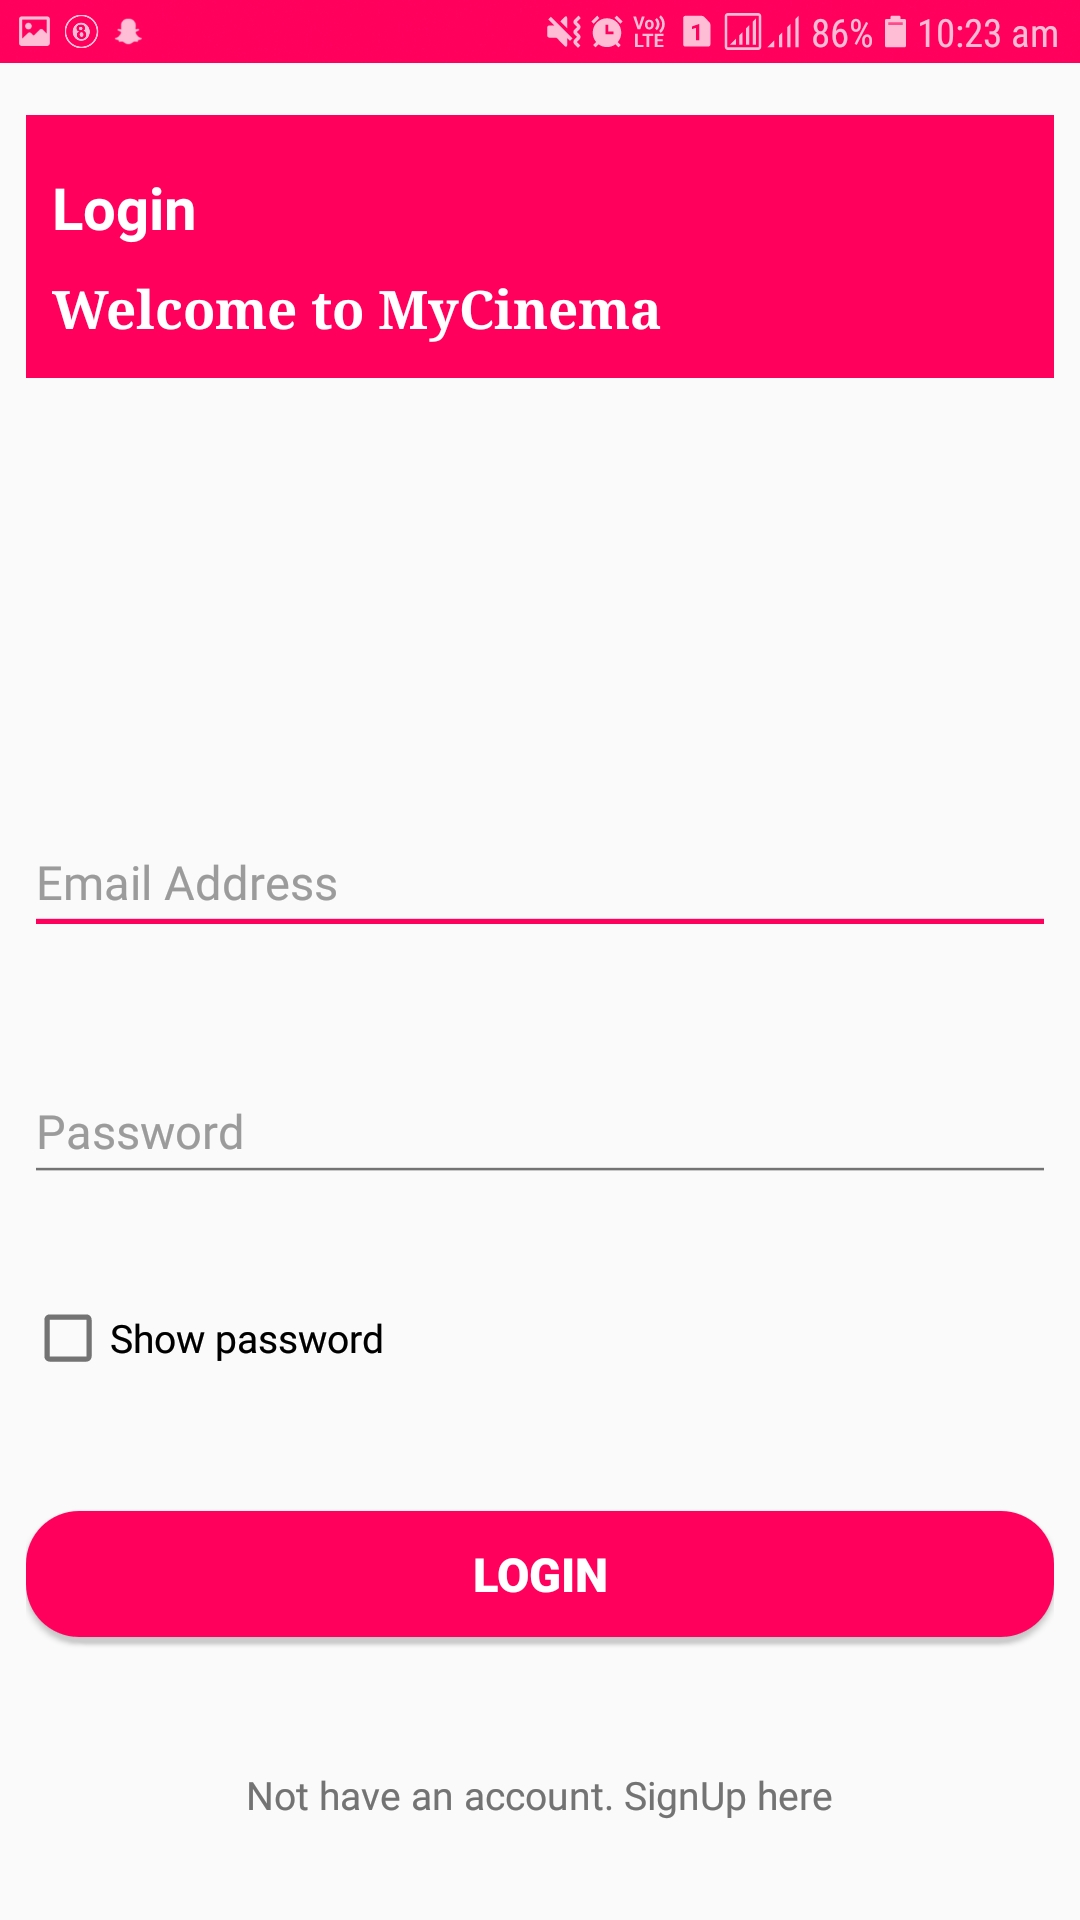 Vo)) LTE 1 86% 10:23 am
Login
Welcome to MyCinema
Email Address
Password
Show password
LOGIN
Not have an account. SignUp here